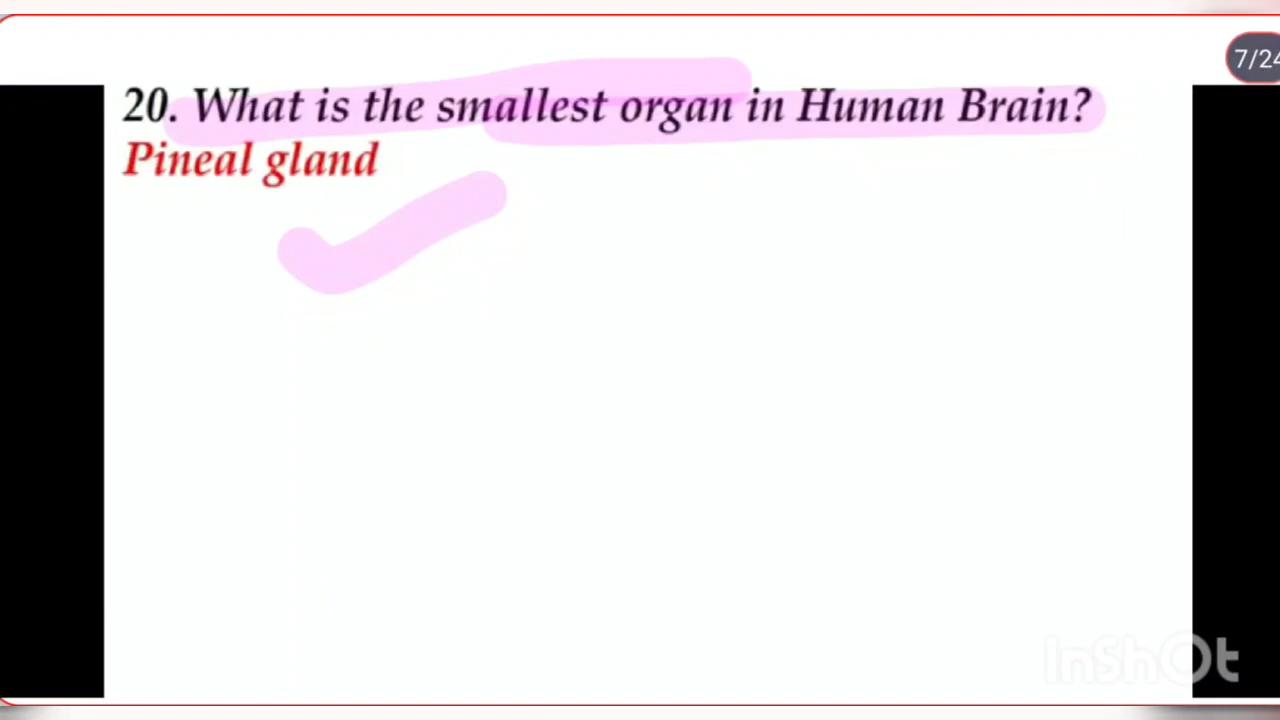 7/24
20. What is the smallest organ in Human Brain?
Pineal gland
InShOt